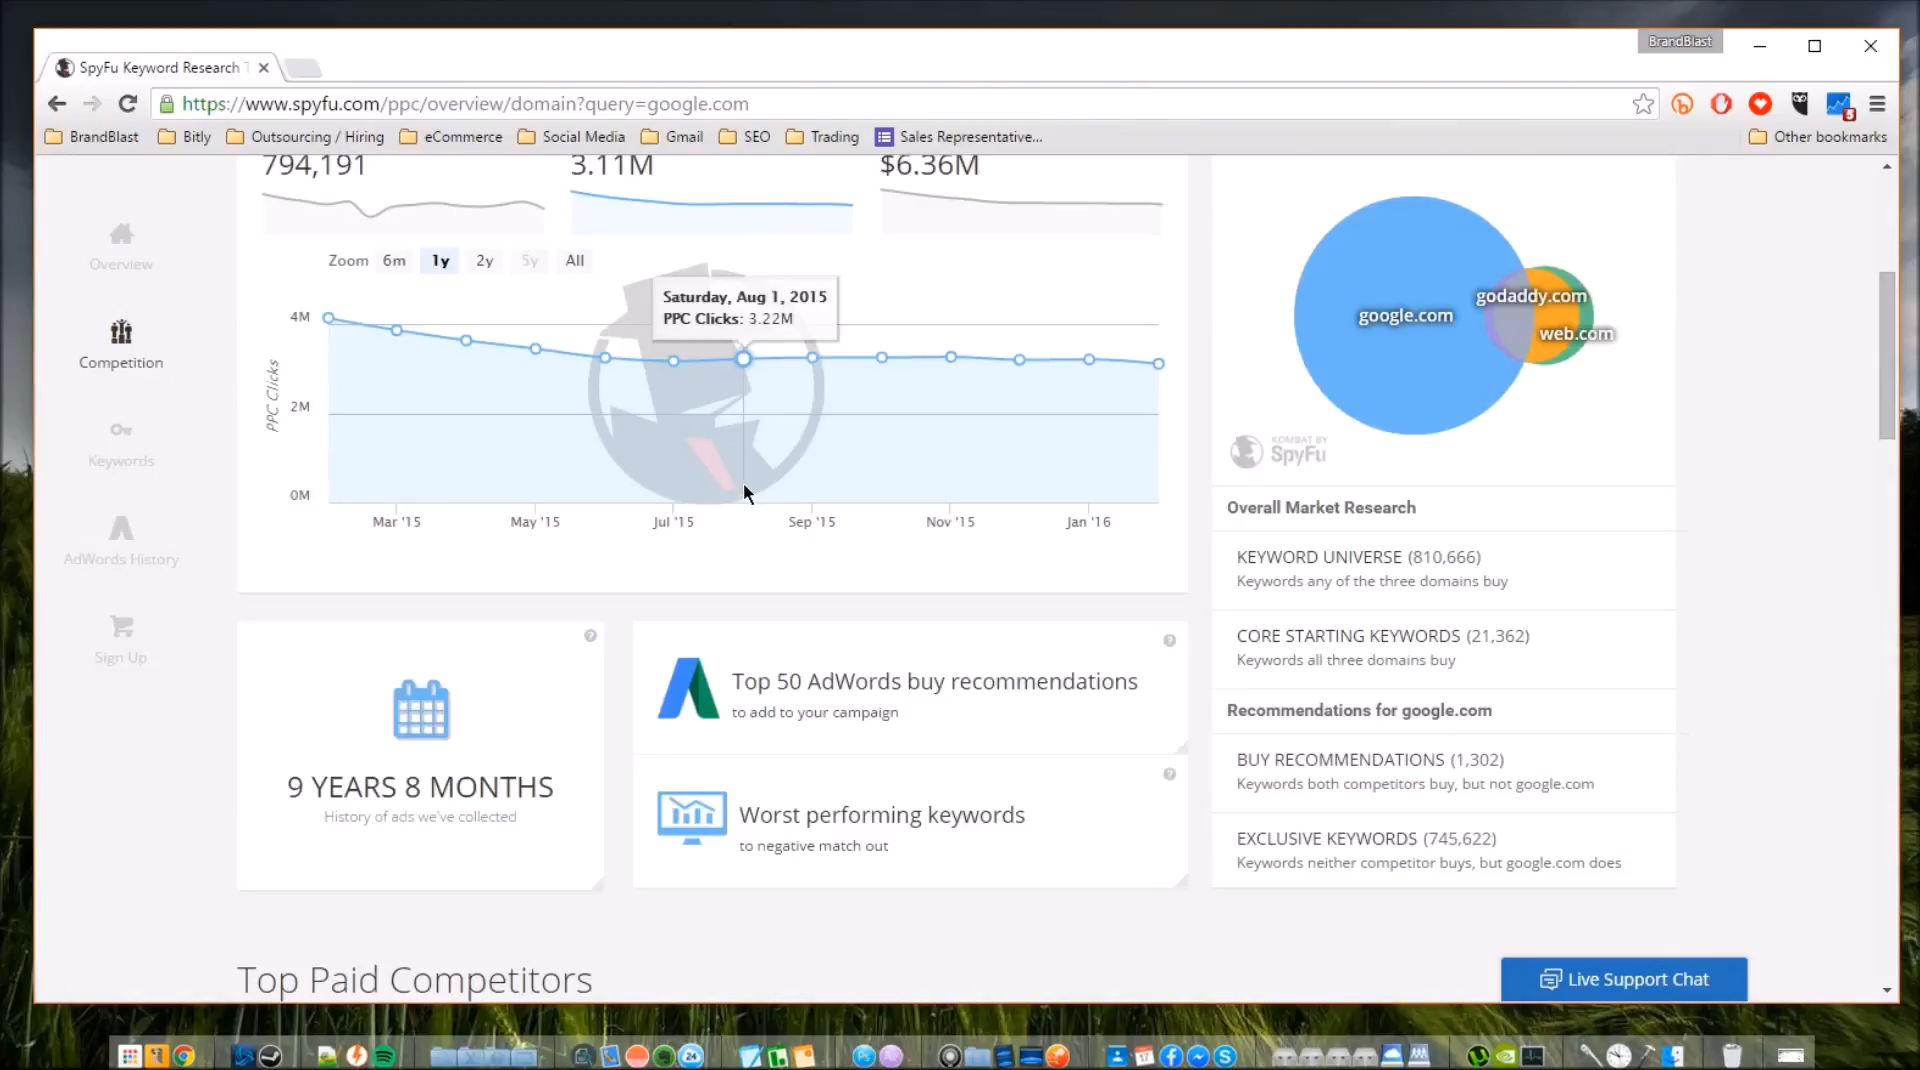 BrandBlast
SpyFu Keyword Research T
https://www.spyfu.com/ppc/overview/domain?query=google.com
5
BrandBlast Bitly Outsourcing / Hiring eCommerce Social Media Gmail SEO Trading Sales Representative... Other bookmarks
794,191 3.11M $6.36M
Zoom 6m 1y 2y 5y All
Saturday, Aug 1, 2015
PPC Clicks: 3.22M
PPC Clicks
4M
2M
0M
Mar '15 May '15 Jul '15 Sep '15 Nov '15 Jan '16
Overview
Competition
Keywords
AdWords History
Sign Up
google.com
godaddy.com
web.com
KOMBAT BY
SpyFu
Overall Market Research
KEYWORD UNIVERSE (810,666)
Keywords any of the three domains buy
CORE STARTING KEYWORDS (21,362)
Keywords all three domains buy
Recommendations for google.com
BUY RECOMMENDATIONS (1,302)
Keywords both competitors buy, but not google.com
EXCLUSIVE KEYWORDS (745,622)
Keywords neither competitor buys, but google.com does
9 YEARS 8 MONTHS
History of ads we've collected
Top 50 AdWords buy recommendations
to add to your campaign
Worst performing keywords
to negative match out
Top Paid Competitors
Live Support Chat
24
17